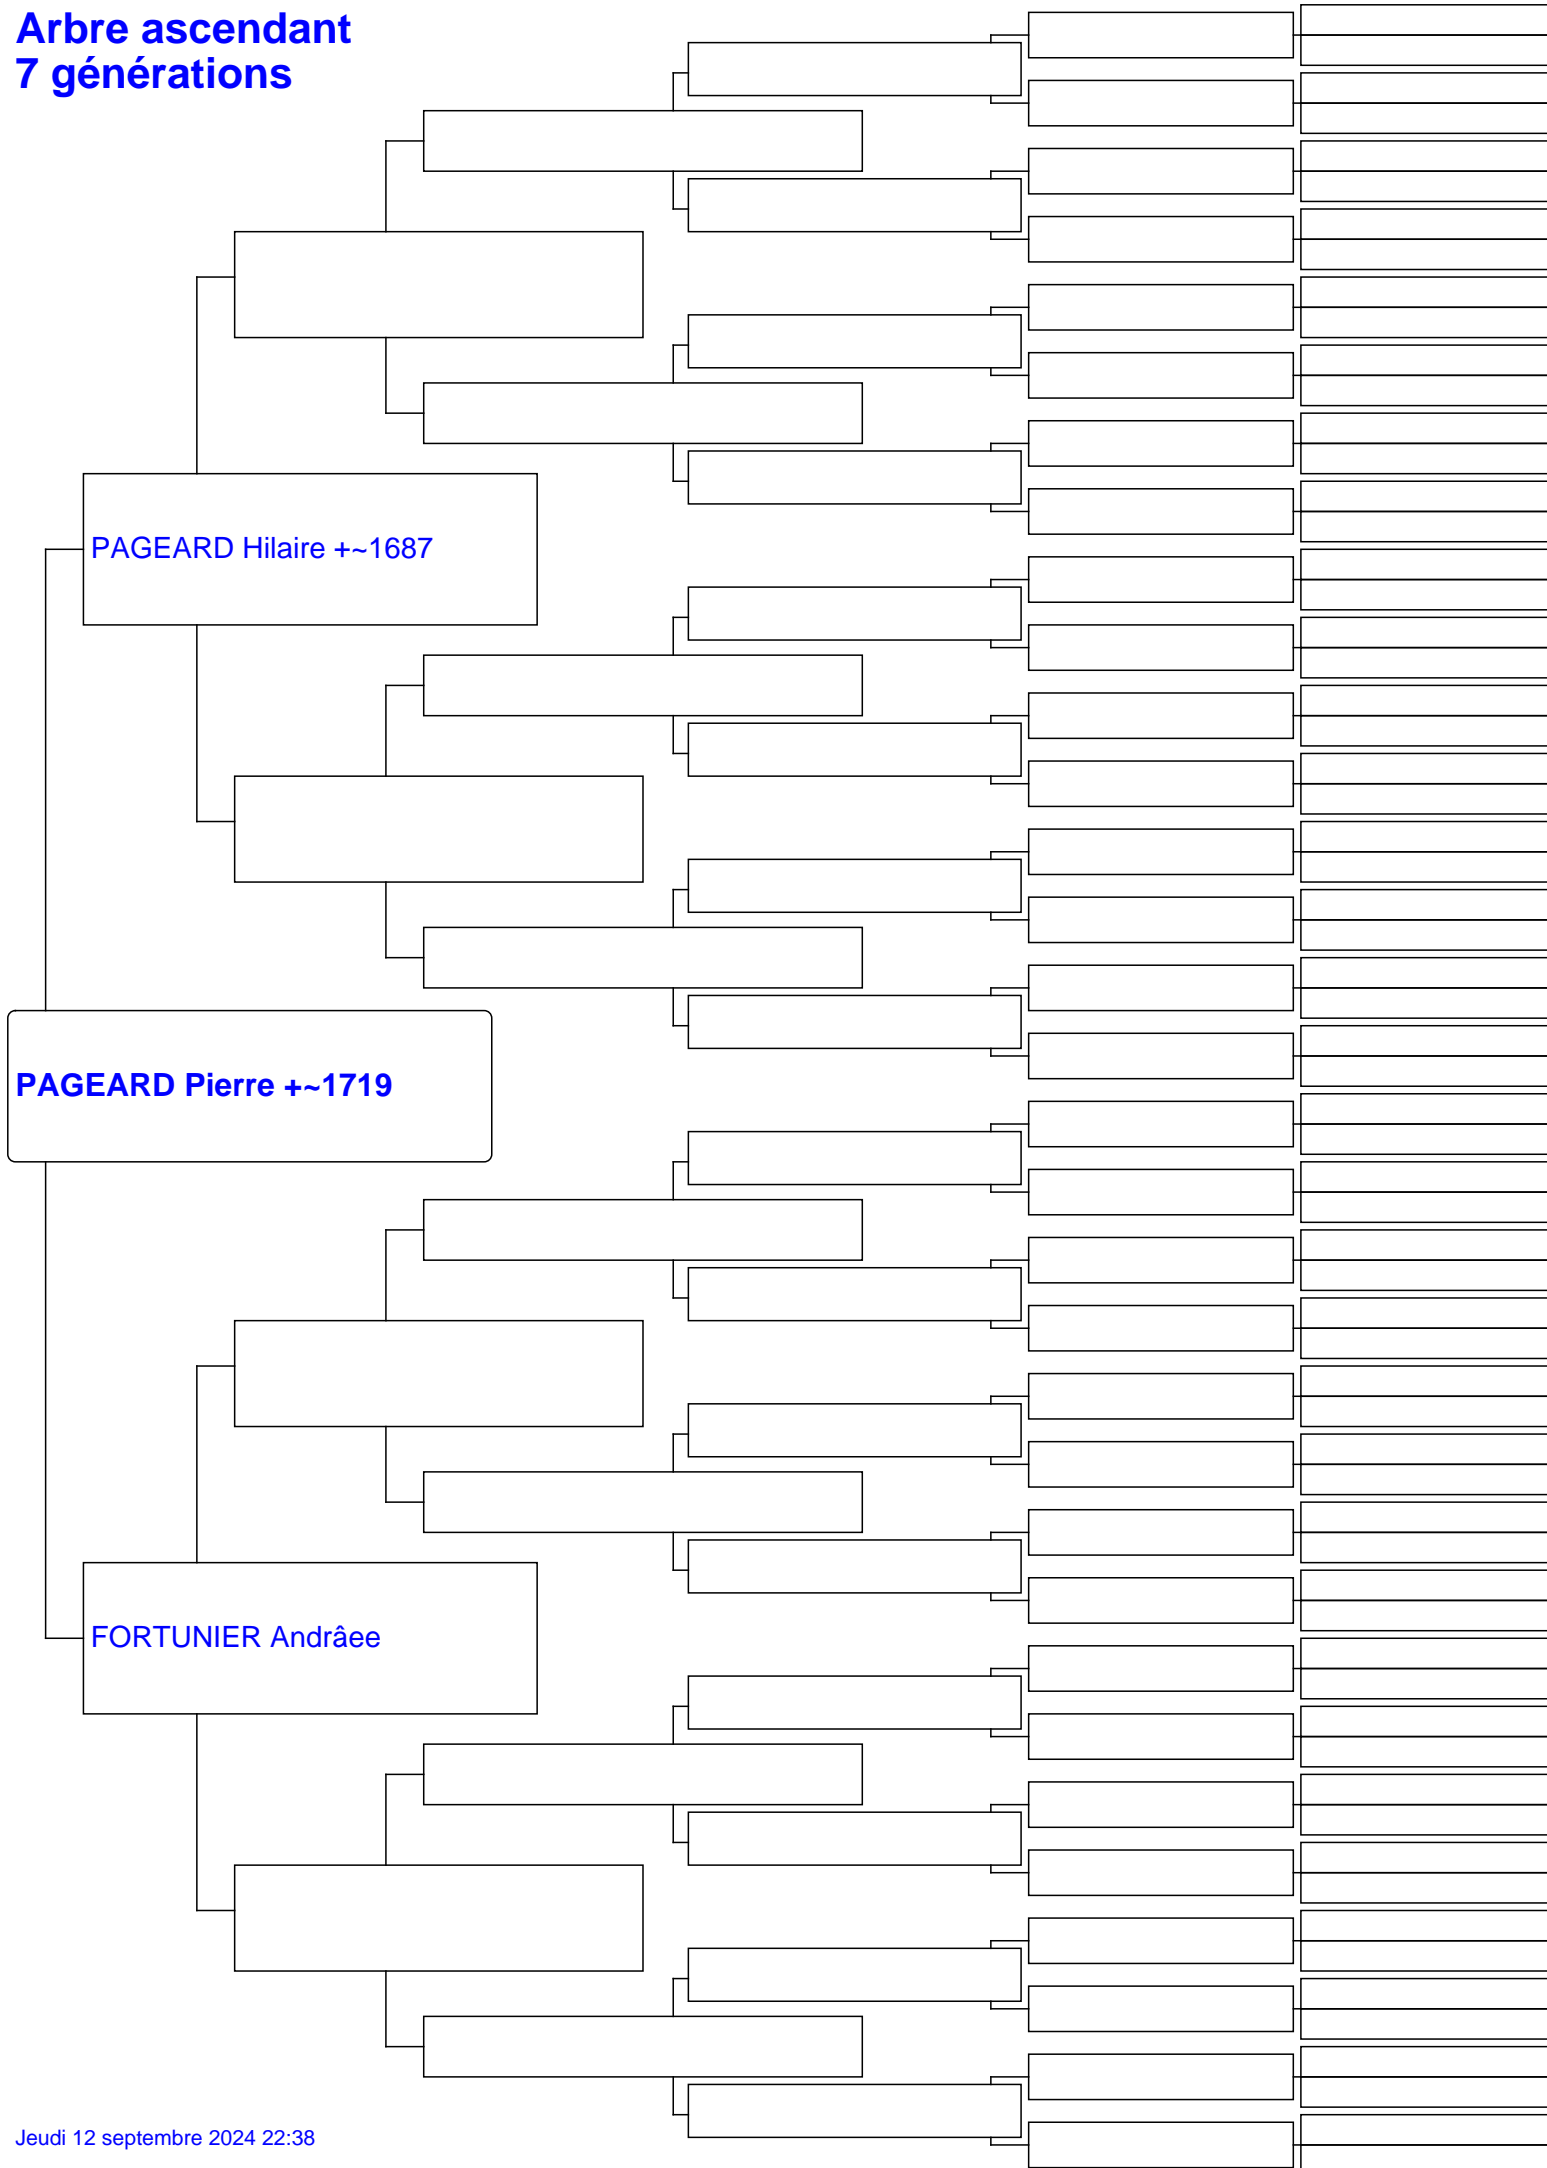 Arbre ascendant
7 générations
PAGEARD Hilaire +~1687
PAGEARD Pierre +~1719
FORTUNIER Andrâee
Jeudi 12 septembre 2024 22:38